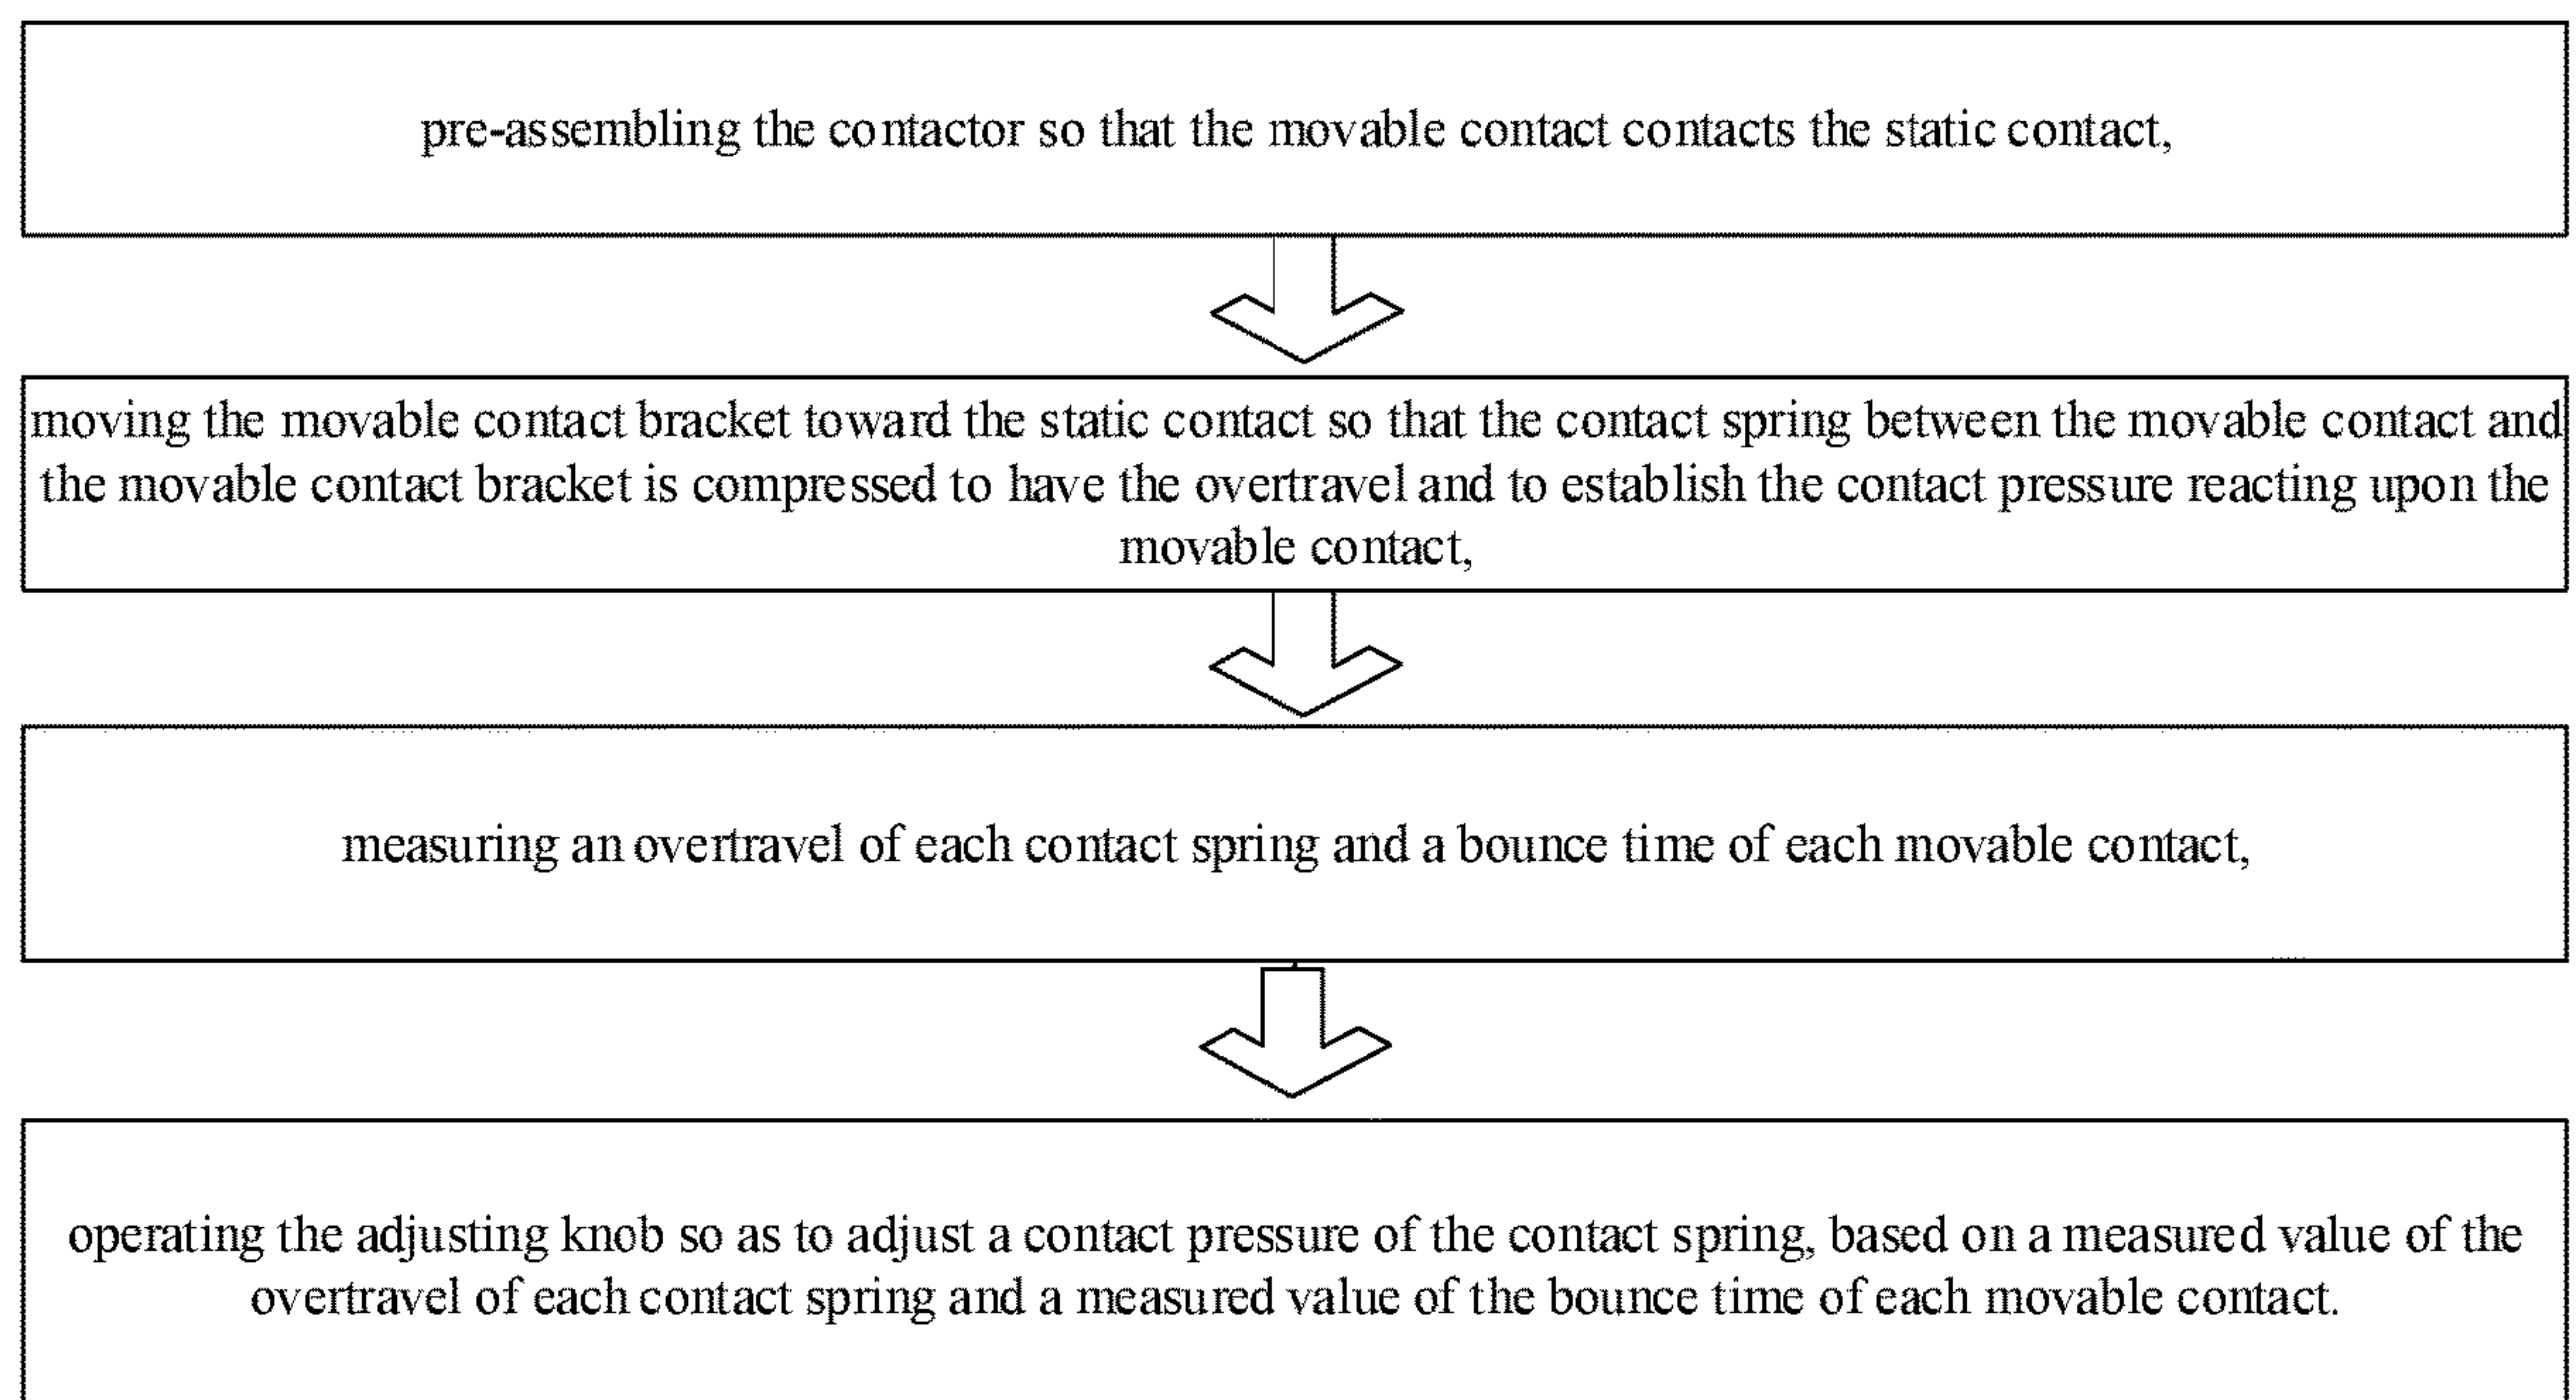 pre-assembling the contactor so that the movable contact contacts the static contact,
moving the movable contact bracket toward the static contact so that the contact spring between the movable contact and
the movable contact bracket is compressed to have the overtravel and to establish the contact pressure reacting upon the
movable contact,
measuring an overtravel of each contact spring and a bounce time of each movable contact,
operating the adjusting knob so as to adjust a contact pressure of the contact spring, based on a measured value of the
overtravel of each contact spring and a measured value of the bounce time of each movable contact.